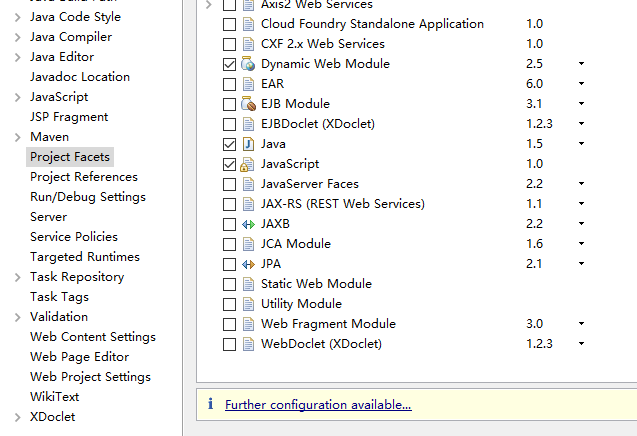 Java Code Style
Java Compiler
Java Editor
Javadoc Location
JavaScript
JSP Fragment
Maven
Project Facets
Project References
Run/Debug Settings
Server
Service Policies
Targeted Runtimes
Task Repository
Task Tags
Validation
Web Content Settings
Web Page Editor
Web Project Settings
WikiText
XDoclet
Axis2 Web Services
Cloud Foundry Standalone Application 1.0
CXF 2.x Web Services 1.0
Dynamic Web Module 2.5
EAR 6.0
EJB Module 3.1
EJBDoclet (XDoclet) 1.2.3
Java 1.5
JavaScript 1.0
JavaServer Faces 2.2
JAX-RS (REST Web Services) 1.1
JAXB 2.2
JCA Module 1.6
JPA 2.1
Static Web Module
Utility Module
Web Fragment Module 3.0
WebDoclet (XDoclet) 1.2.3
Further configuration available...